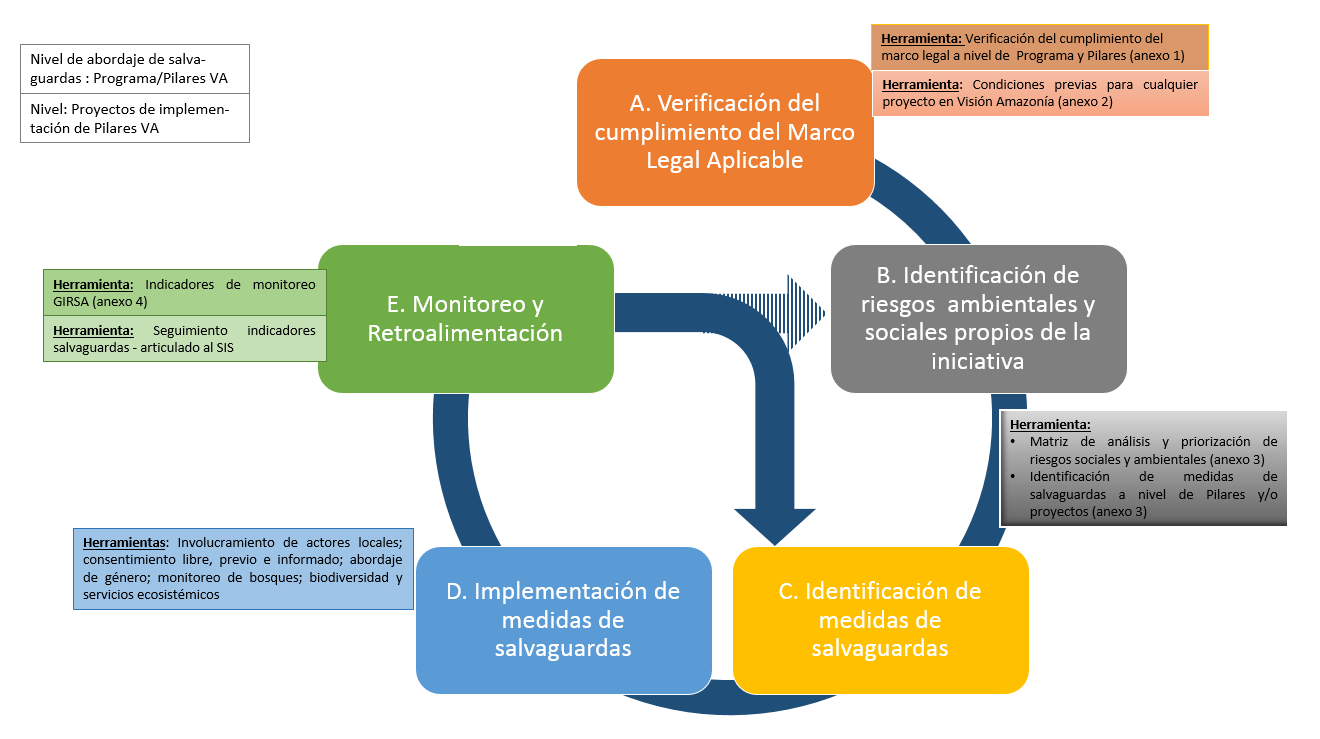 Nivel de abordaje de salva-
guardas : Programa/Pilares VA
Nivel: Proyectos de implemen-
tación de Pilares VA
Herramienta: Verificación del cumplimiento del
marco legal a nivel de Programa y Pilares (anexo 1)
Herramienta: Condiciones previas para cualquier
proyecto en Visión Amazonía (anexo 2)
A. Verificación del
cumplimiento del Marco
Legal Aplicable
B. Identificación de
riesgos ambientales y
sociales propios de la
iniciativa
Herramienta:
• Matriz de análisis y priorización de
riesgos sociales y ambientales (anexo 3)
• Identificación de medidas de
salvaguardas a nivel de Pilares y/o
proyectos (anexo 3)
C. Identificación de
medidas de
salvaguardas
D. Implementación de
medidas de
salvaguardas
Herramientas: Involucramiento de actores locales;
consentimiento libre, previo e informado; abordaje
de género; monitoreo de bosques; biodiversidad y
servicios ecosistémicos
E. Monitoreo y
Retroalimentación
Herramienta: Indicadores de monitoreo
GIRSA (anexo 4)
Herramienta: Seguimiento indicadores
salvaguardas - articulado al SIS